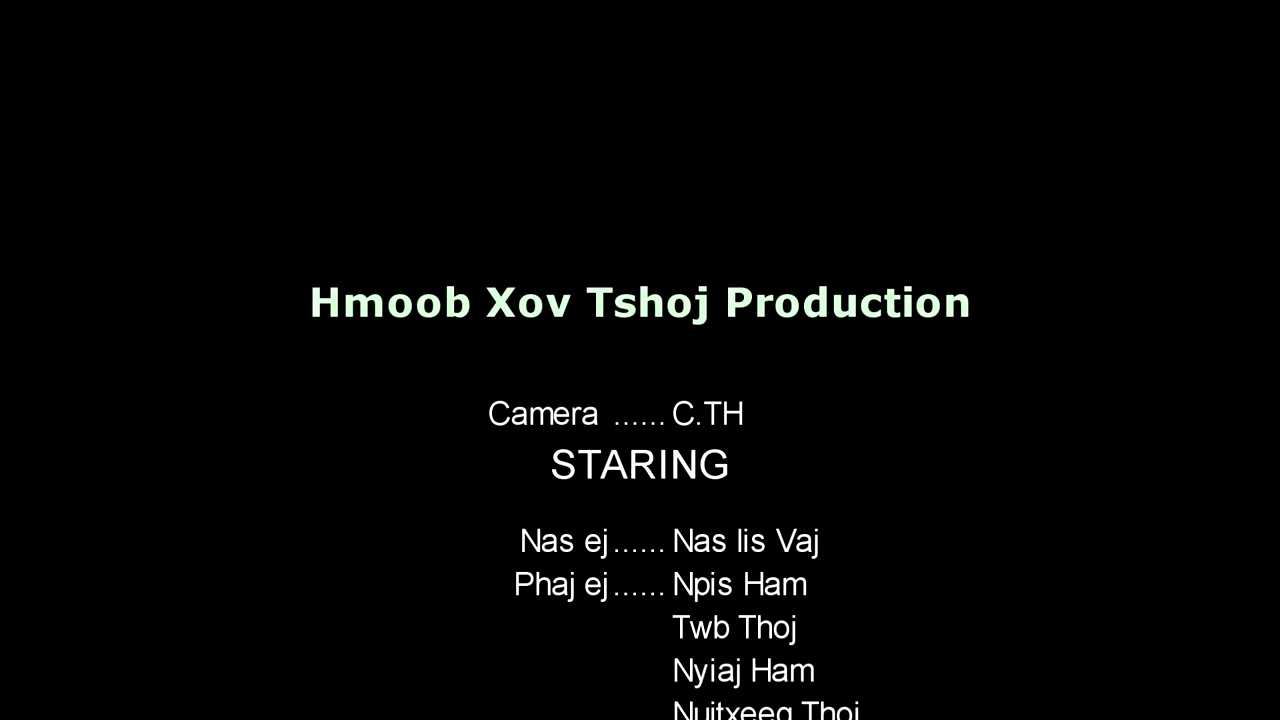 Hmoob Xov Tshoj Production
Camera ...... C.TH
STARING
Nas ej ...... Nas lis Vaj
Phaj ej ...... Npis Ham
Twb Thoj
Nyiaj Ham
Thoj